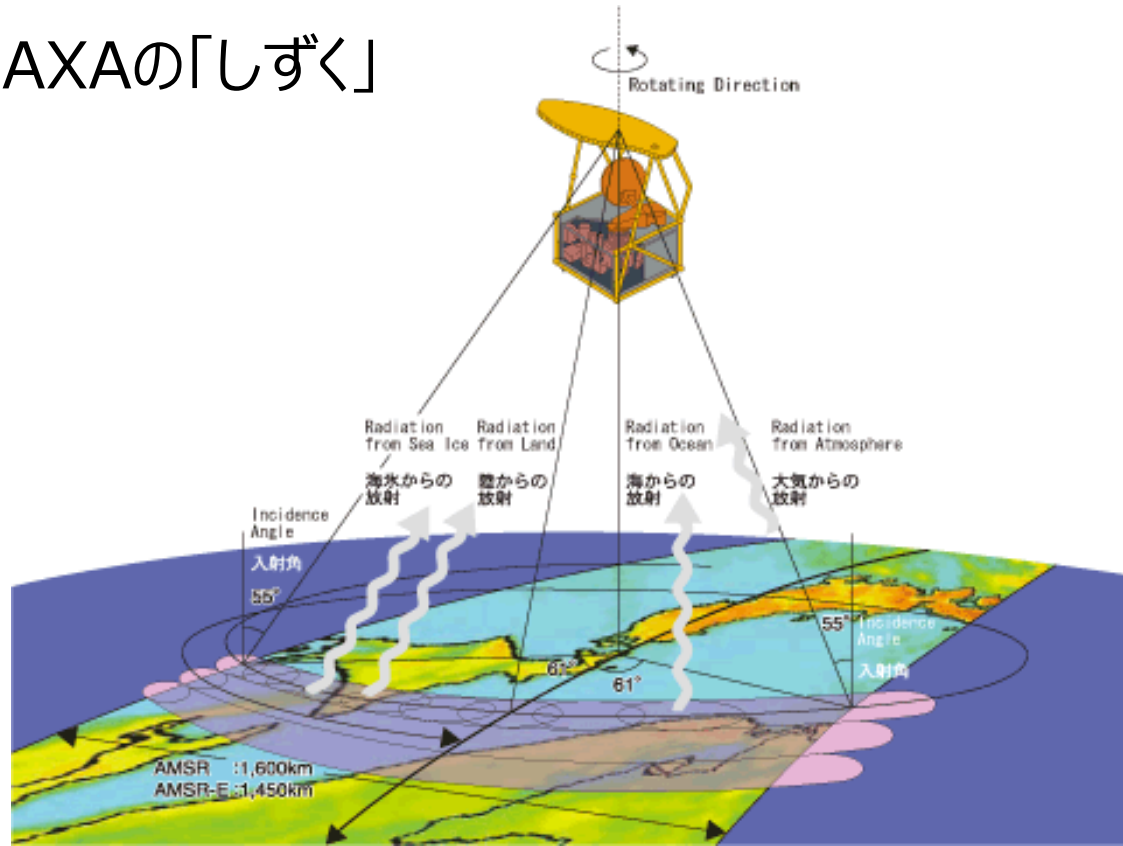 AXAの「しずく」
Rotating Direction
Radiation
from Sea Ice
海氷からの
放射
Radiation
from Land
陸からの
放射
Radiation
from Ocean
海からの
放射
Radiation
from Atmosphere
大気からの
放射
Incidence
Angle
入射角
55°
55°
Incidence
Angle
入射角
61°
61°
AMSR :1,600km
AMSR-E :1,450km